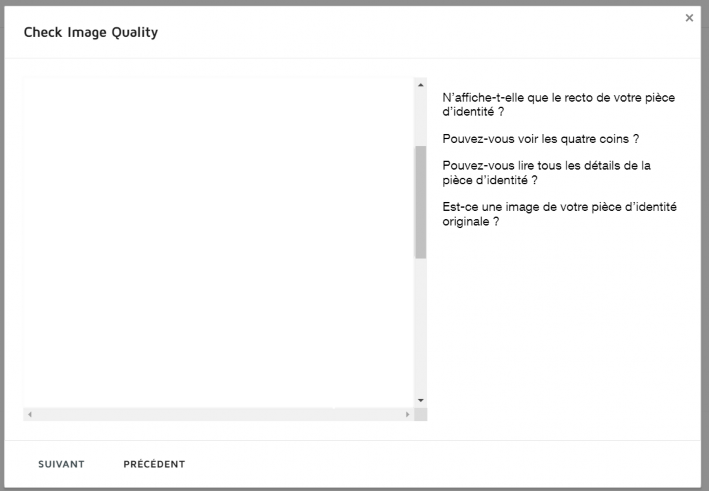 Check Image Quality
×
N’affiche-t-elle que le recto de votre pièce
d’identité ?
Pouvez-vous voir les quatre coins ?
Pouvez-vous lire tous les détails de la
pièce d’identité ?
Est-ce une image de votre pièce d’identité
originale ?
SUIVANT
PRÉCÉDENT